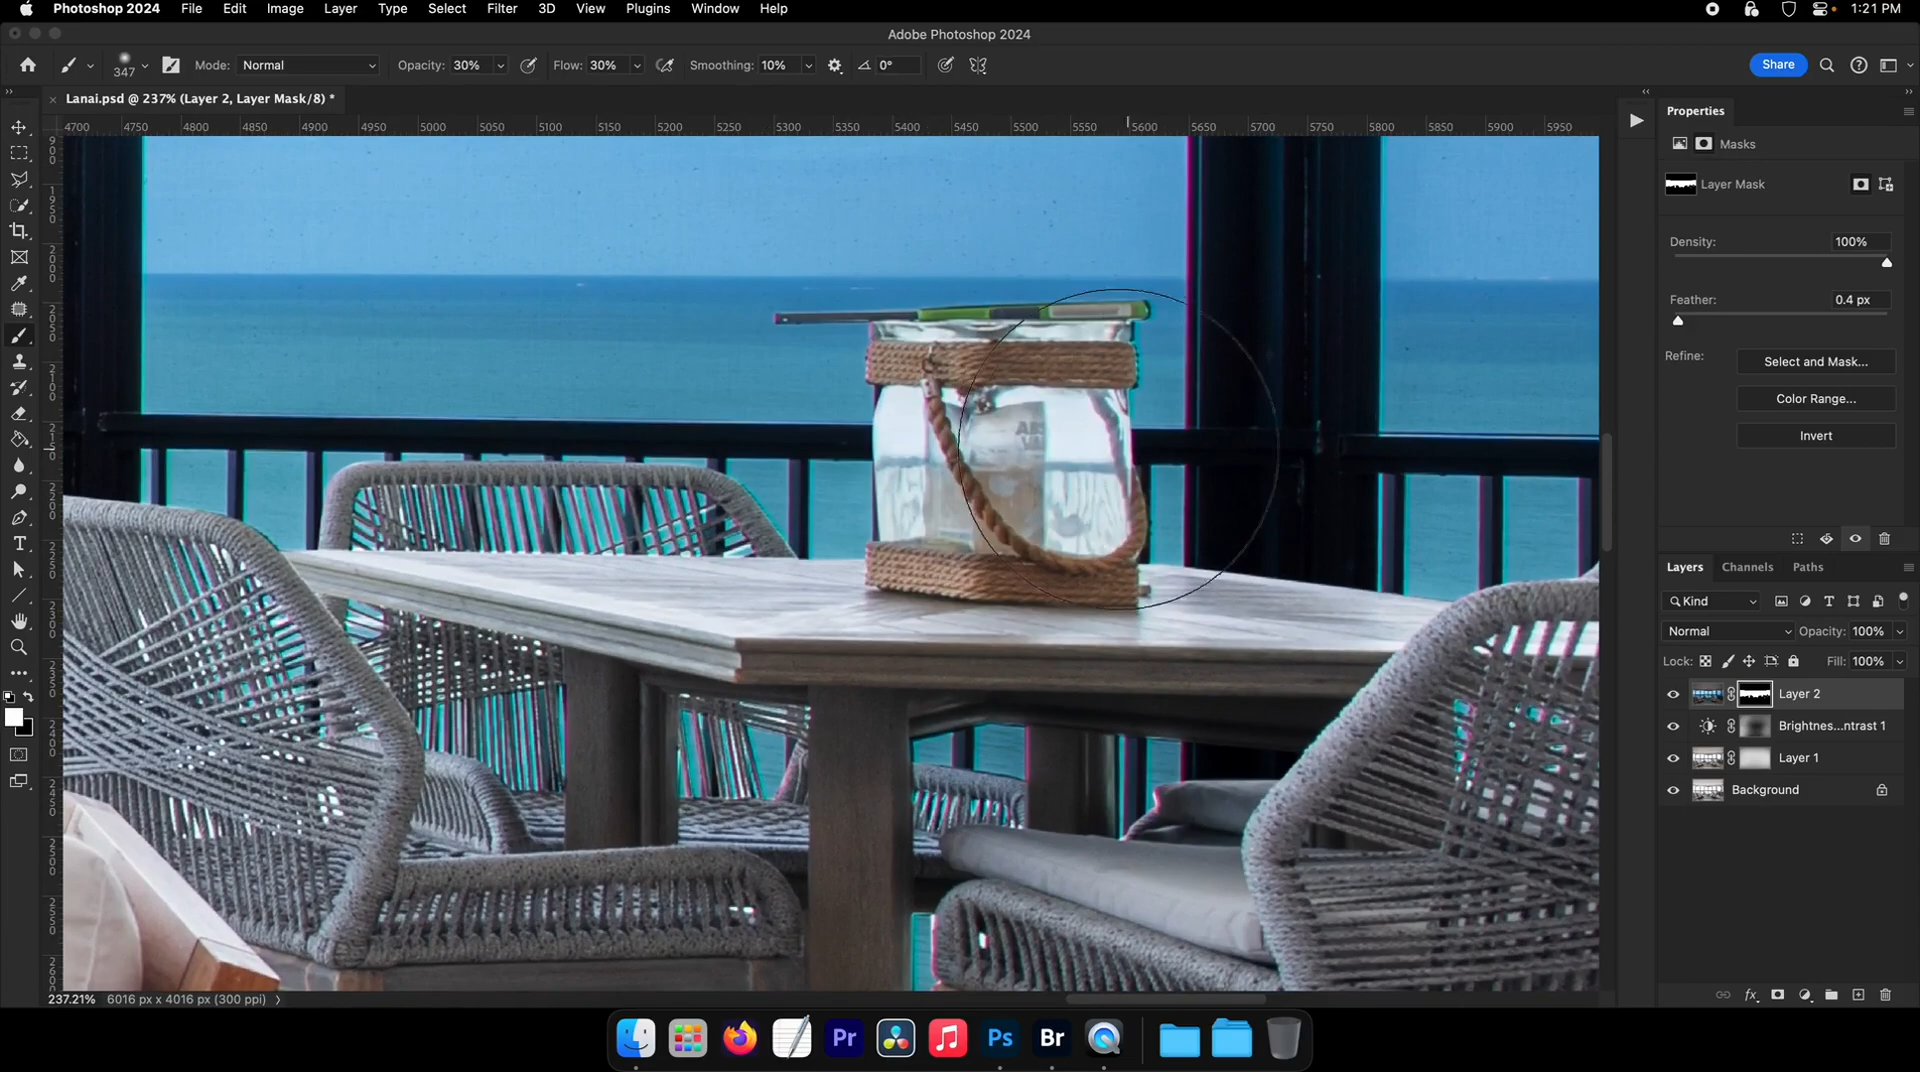 Photoshop 2024 File Edit Image Layer Type Select Filter 3D View Plugins Window Help 1:21 PM
Adobe Photoshop 2024
347 Mode: Normal Opacity: 30% Flow: 30% Smoothing: 10% 0° Share
Lanai.psd @ 237% (Layer 2, Layer Mask/8) *
4700 4750 4800 4850 4900 4950 5000 5050 5100 5150 5200 5250 5300 5350 5400 5450 5500 5550 5600 5650 5700 5750 5800 5850 5900 5950
Properties
Masks
Layer Mask
Density: 100%
Feather: 0.4 px
Refine: Select and Mask...
Color Range...
Invert
Layers Channels Paths
Kind
Normal Opacity: 100%
Lock: Fill: 100%
Layer 2
Brightnes...ntrast 1
Layer 1
Background
237.21% 6016 px x 4016 px (300 ppi)
Pr Ps Br